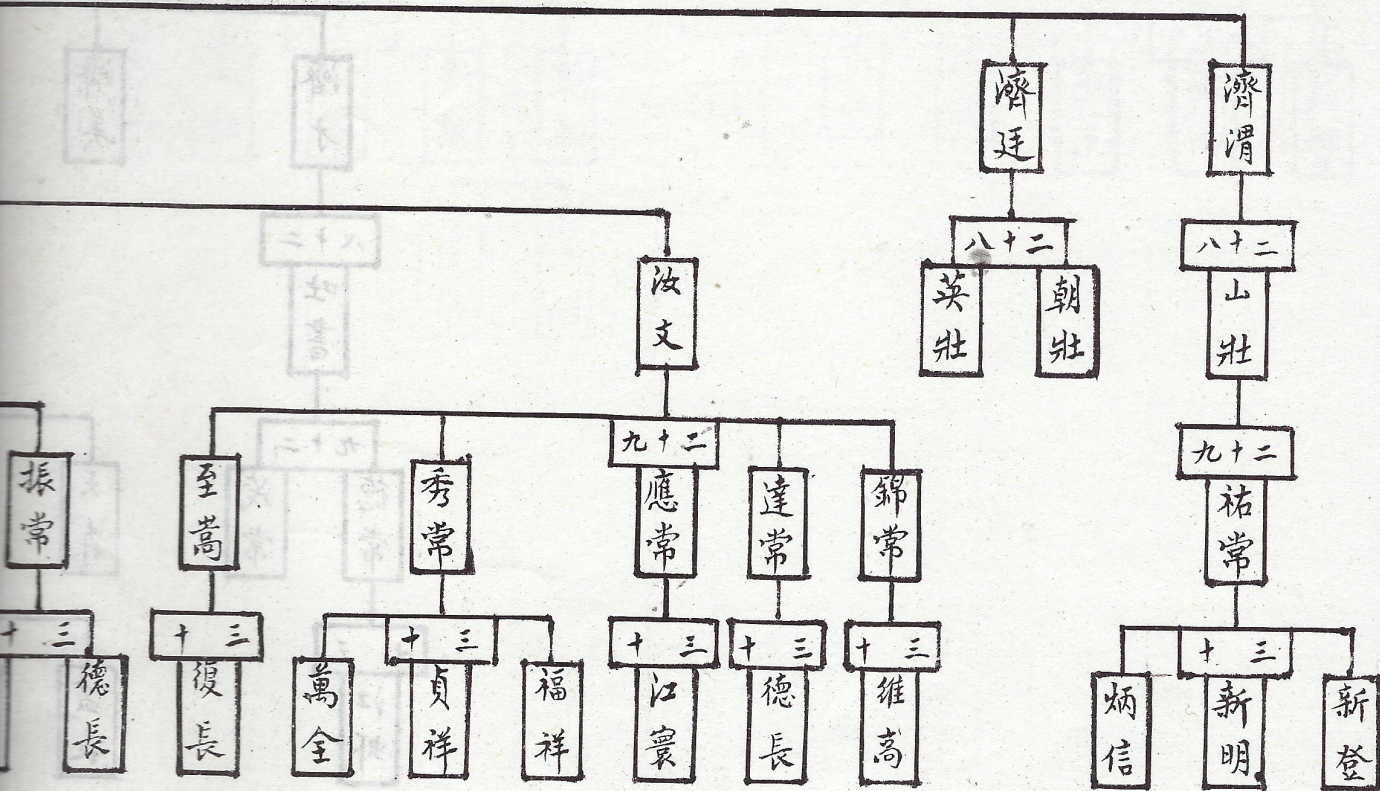 濟渭
濟廷
二十八
二十八
山壯
朝壯
英壯
汝文
二十九
二十九
祐常
錦常
達常
應常
秀常
至嵩
振常
三十
三十
三十
三十
三十
三十
三十
新登
新明
炳信
維高
德長
江寰
福祥
貞祥
萬全
復長
德長